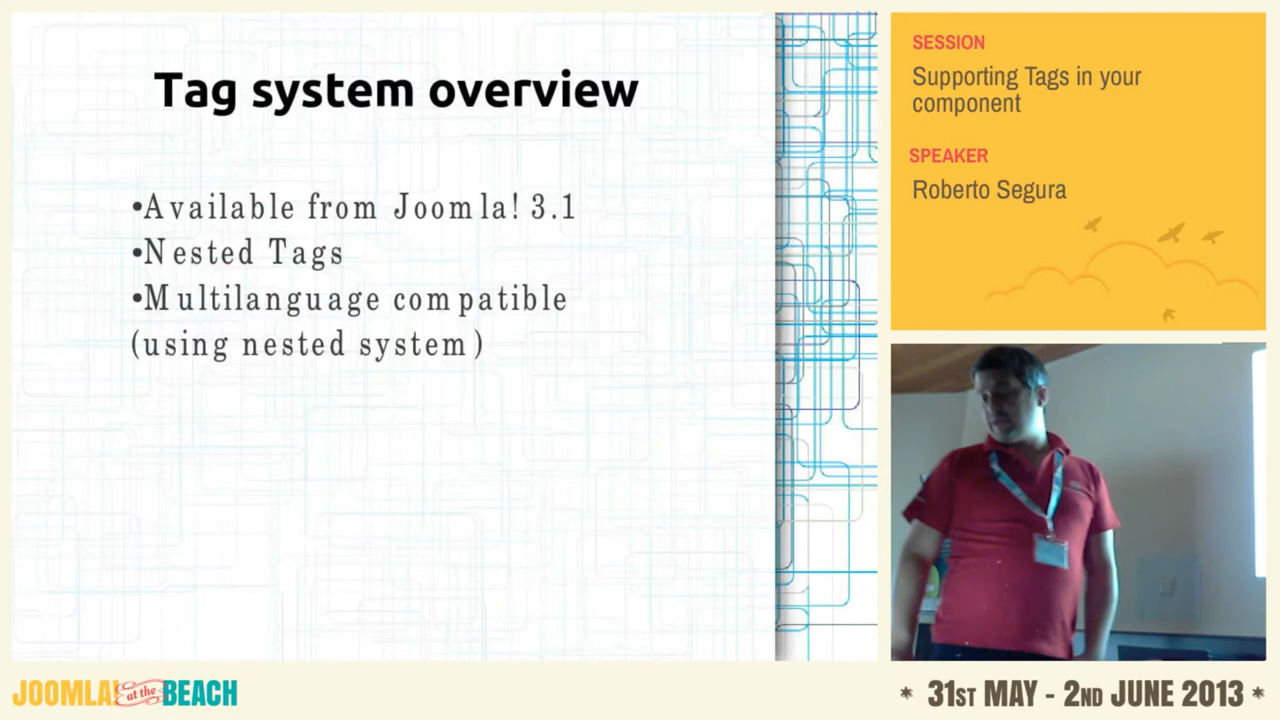 Tag system overview
•Available from Joomla! 3.1
•Nested Tags
•Multilanguage compatible
(using nested system)
SESSION
Supporting Tags in your
component
SPEAKER
Roberto Segura
JOOMLA! at the BEACH
* 31ST MAY - 2ND JUNE 2013 *